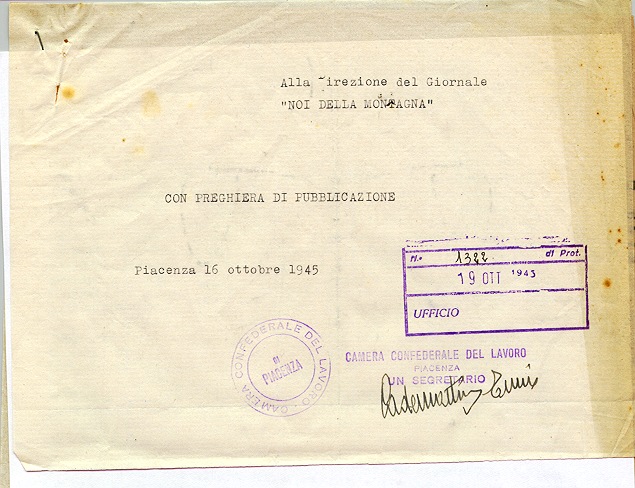 Alla Direzione del Giornale
"NOI DELLA MONTAGNA"
CON PREGHIERA DI PUBBLICAZIONE
Piacenza 16 ottobre 1945
N.° 1322 di Prot.
19 OTT 1945
UFFICIO
CAMERA CONFEDERALE DEL LAVORO
DI
PIACENZA
CAMERA CONFEDERALE DEL LAVORO
PIACENZA
UN SEGRETARIO